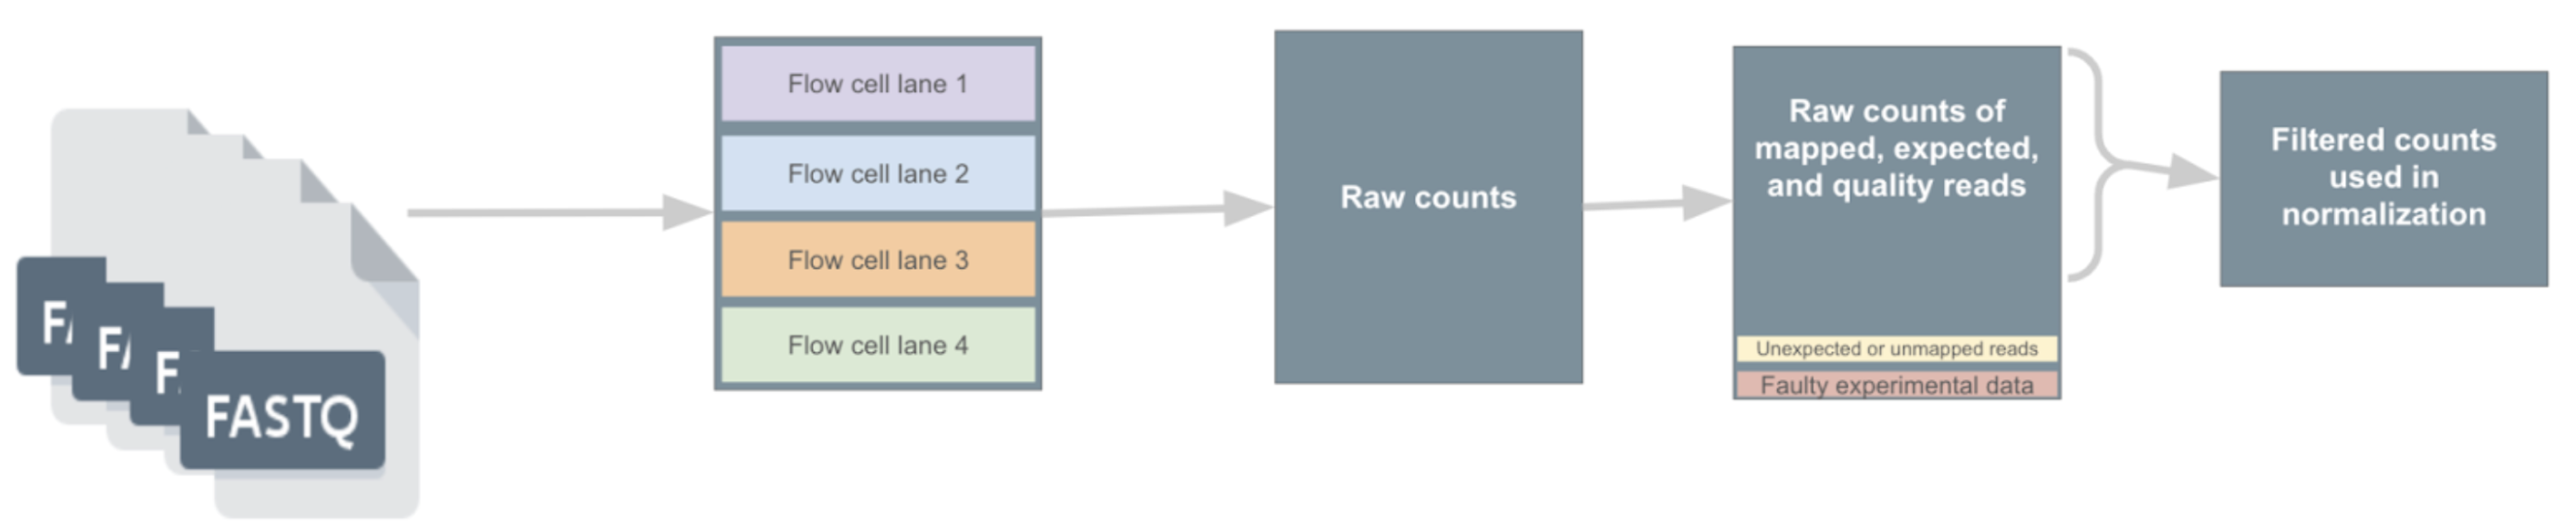 FA
FA
F
FASTQ
Flow cell lane 1
Flow cell lane 2
Flow cell lane 3
Flow cell lane 4
Raw counts
Raw counts of
mapped, expected,
and quality reads
Unexpected or unmapped reads
Faulty experimental data
Filtered counts
used in
normalization